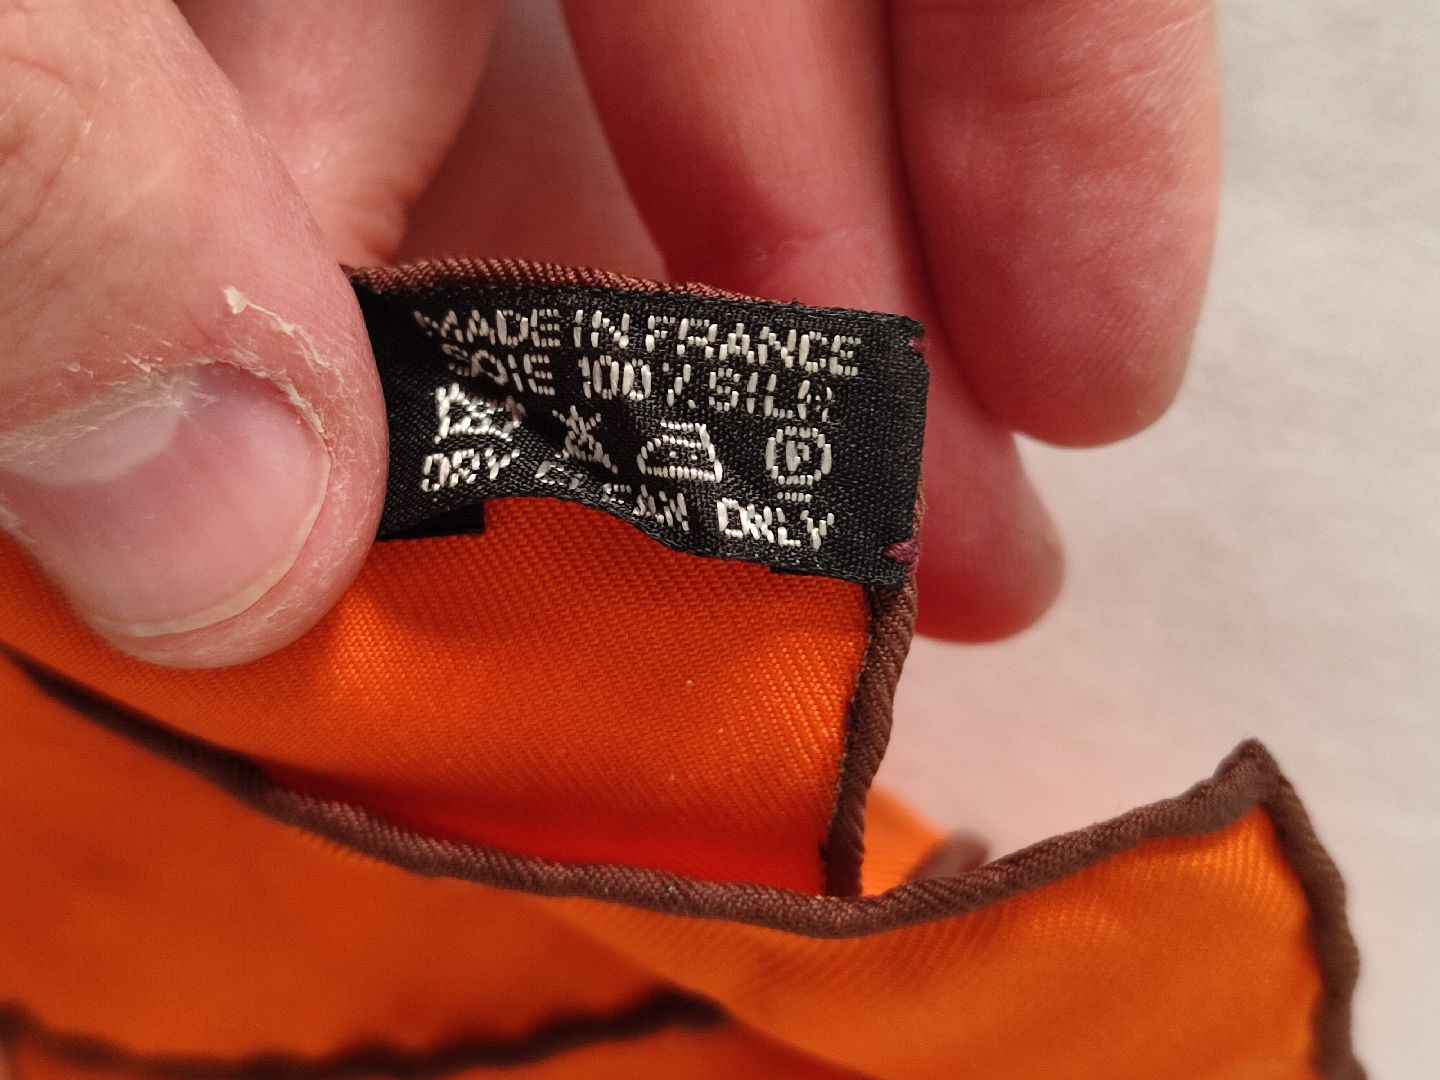 MADE IN FRANCE
SOIE 100% SILK
P
DRY CLEAN ONLY